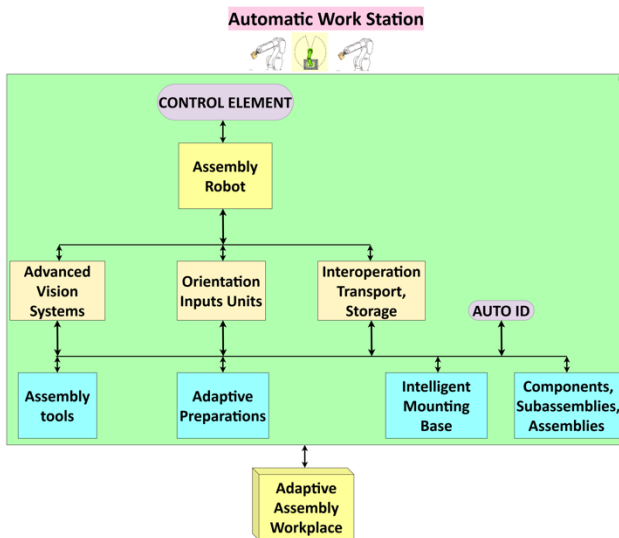 Automatic Work Station
CONTROL ELEMENT
Assembly
Robot
Advanced
Vision
Systems
Orientation
Inputs Units
Interoperation
Transport,
Storage
AUTO ID
Assembly
tools
Adaptive
Preparations
Intelligent
Mounting
Base
Components,
Subassemblies,
Assemblies
Adaptive
Assembly
Workplace